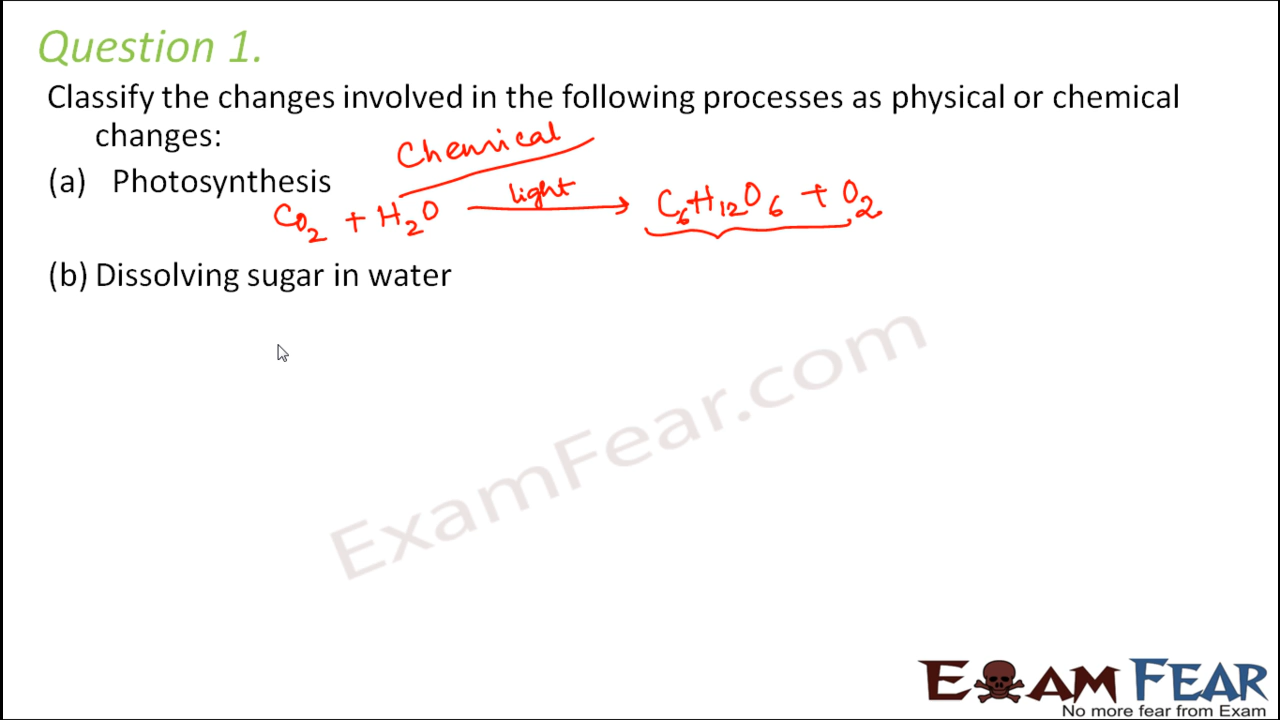 Question 1.
Classify the changes involved in the following processes as physical or chemical
changes:
Chemical
(a) Photosynthesis
CO2 + H2O light → C6H12O6 + O2
(b) Dissolving sugar in water
ExamFear.com
EXAM FEAR
No more fear from Exam